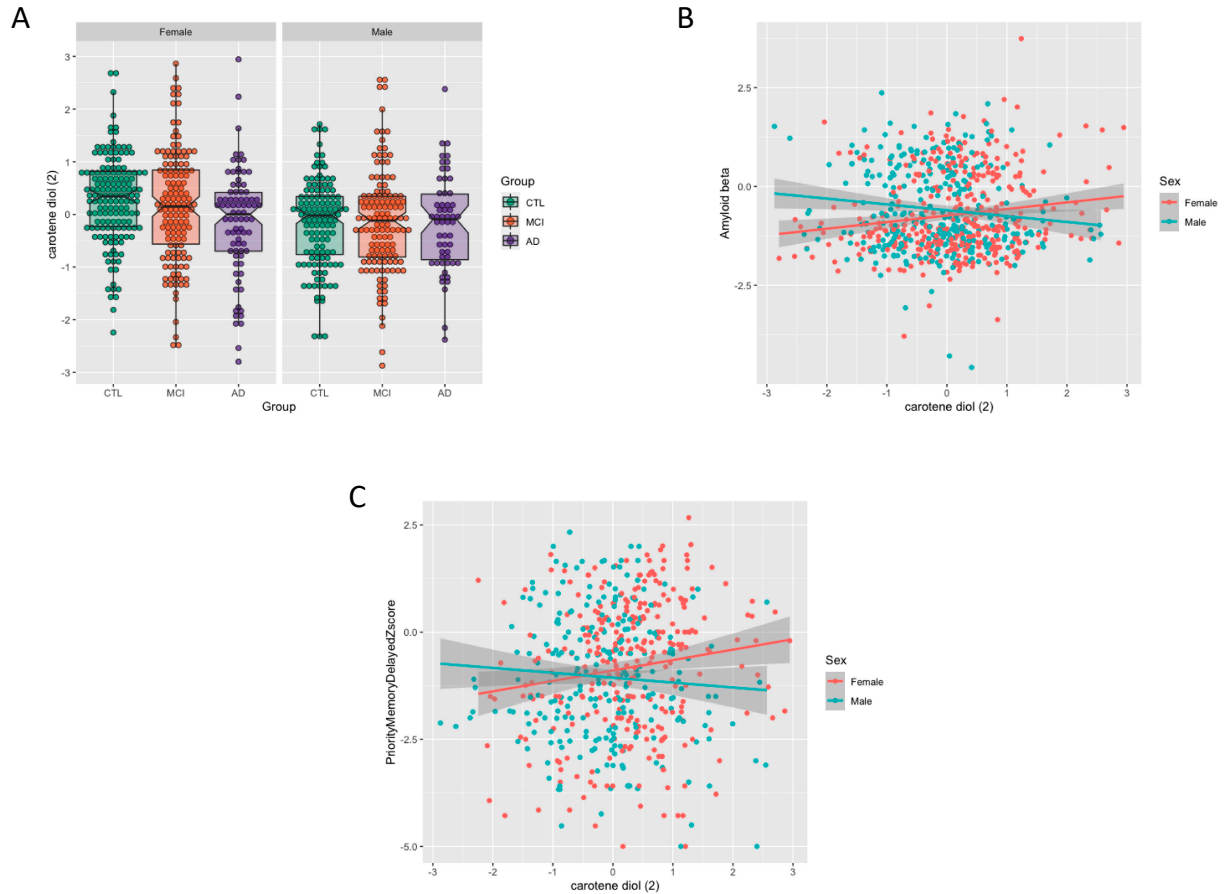 A
Female
Male
3
2
1
0
-1
-2
-3
carotene diol (2)
CTL
MCI
AD
CTL
MCI
AD
Group
Group
CTL
MCI
AD
B
2.5
0.0
-2.5
Amyloid beta
-3
-2
-1
0
1
2
3
carotene diol (2)
Sex
Female
Male
C
2.5
0.0
-2.5
-5.0
PriorityMemoryDelayedZscore
-3
-2
-1
0
1
2
3
carotene diol (2)
Sex
Female
Male